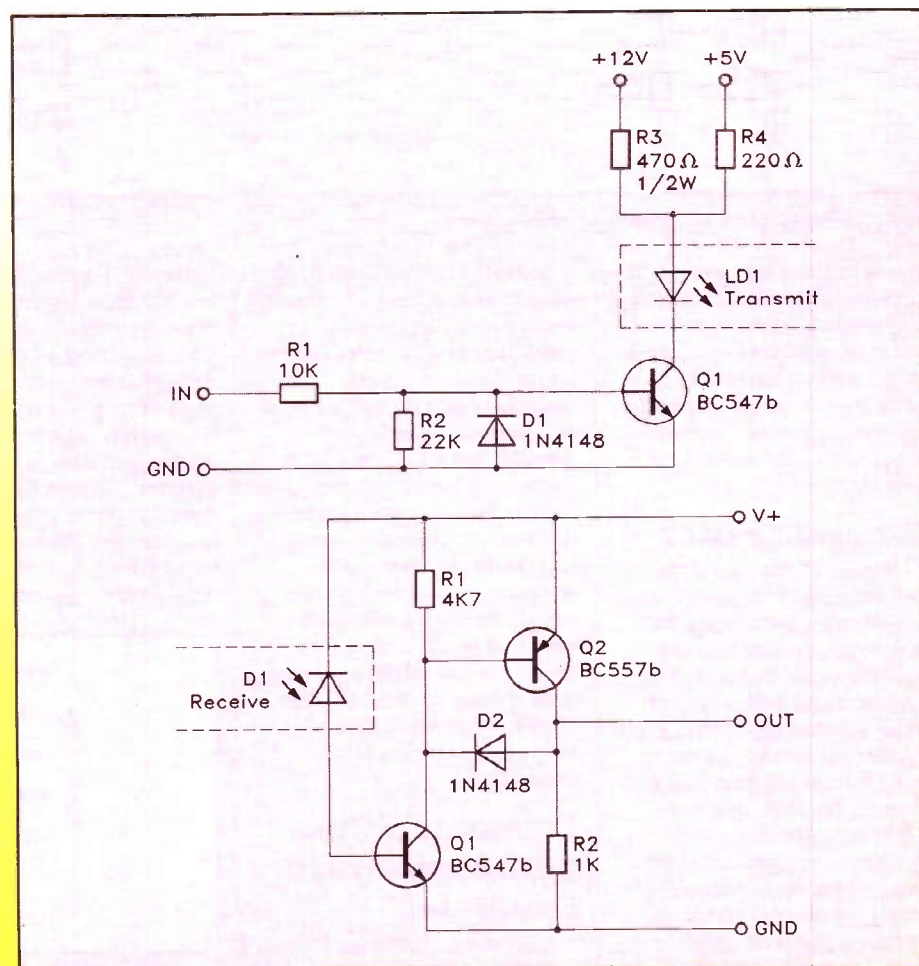 +12V
+5V
R3
470Ω
1/2W
R4
220Ω
LD1
Transmit
R1
10K
IN
Q1
BC547b
R2
22K
D1
1N4148
GND
V+
R1
4K7
Q2
BC557b
D1
Receive
OUT
D2
1N4148
Q1
BC547b
R2
1K
GND